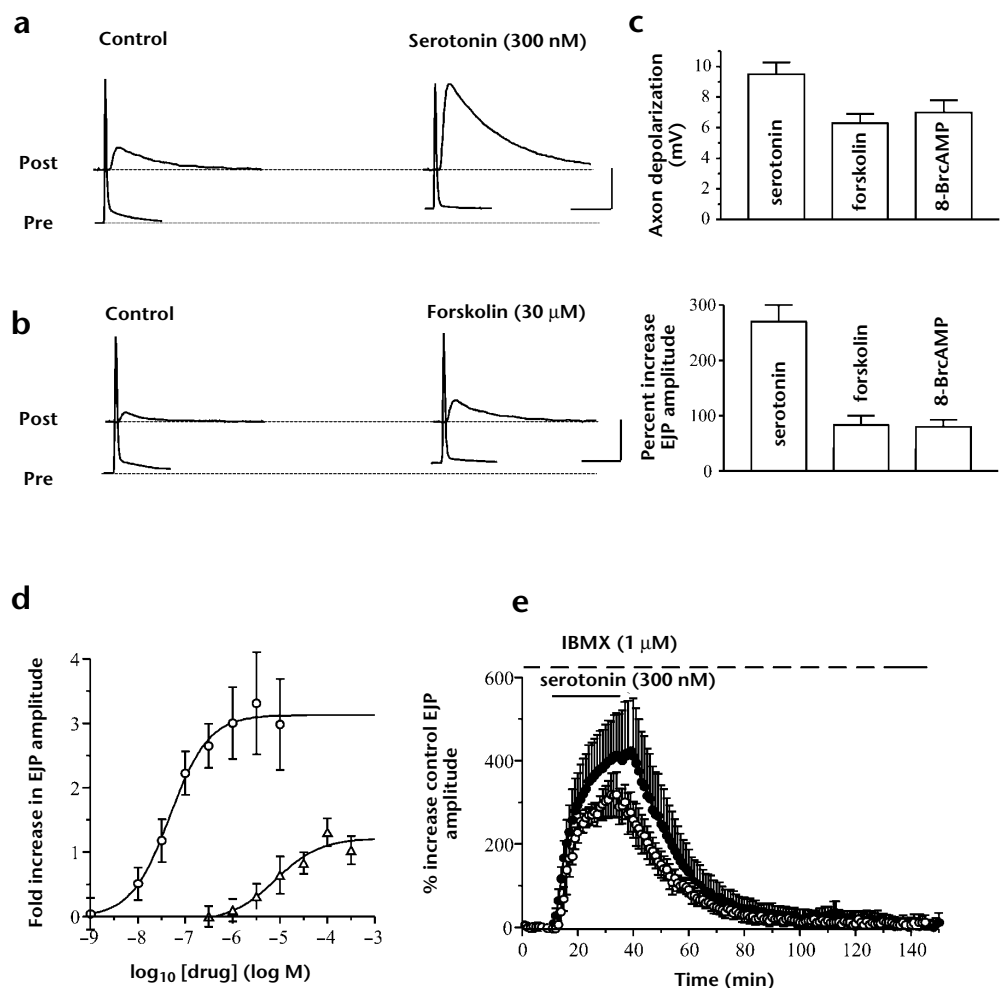 a
Control
Serotonin (300 nM)
Post
Pre
b
Control
Forskolin (30 μM)
Post
Pre
c
Axon depolarization
(mV)
10
8
6
4
2
0
serotonin
forskolin
8-BrcAMP
Percent increase
EJP amplitude
300
200
100
0
serotonin
forskolin
8-BrcAMP
d
Fold increase in EJP amplitude
4
3
2
1
0
–9
–8
–7
–6
–5
–4
–3
log10 [drug] (log M)
e
IBMX (1 μM)
serotonin (300 nM)
% increase control EJP
amplitude
600
400
200
0
0
20
40
60
80
100
120
140
Time (min)